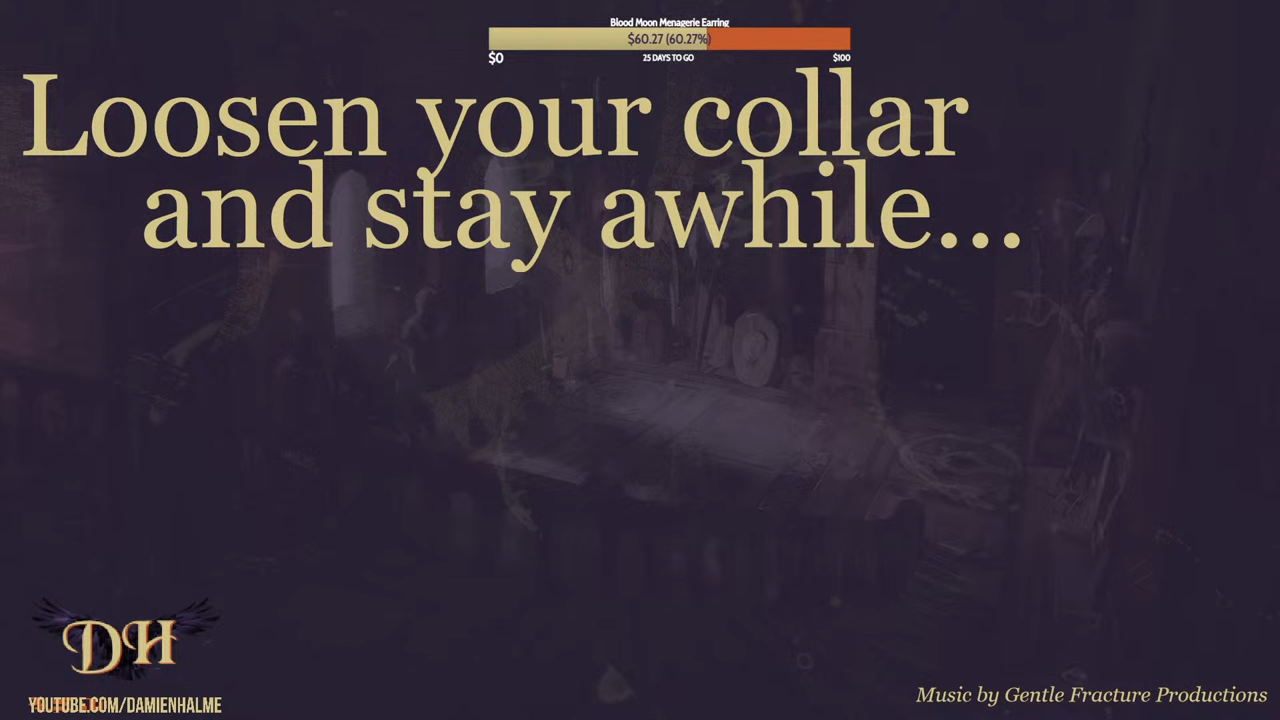 Blood Moon Menagerie Earring
$60.27 (60.27%)
$0 25 DAYS TO GO $100
Loosen your collar
and stay awhile...
DH
YOUTUBE.COM/DAMIENHALME
Music by Gentle Fracture Productions